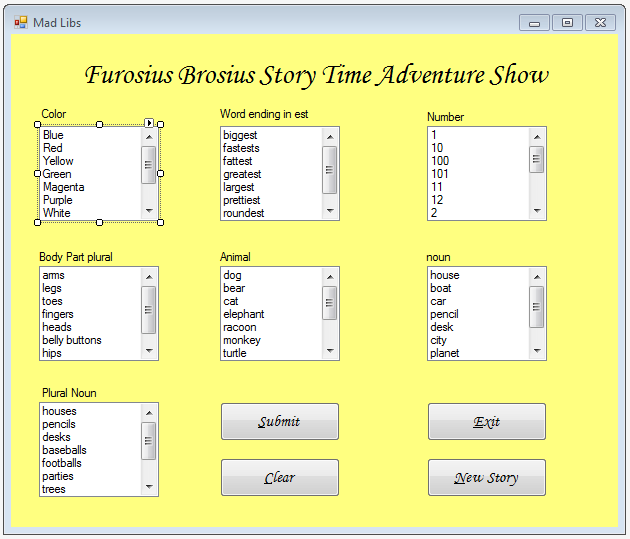 Mad Libs
Furosius Brosius Story Time Adventure Show
Color
Blue
Red
Yellow
Green
Magenta
Purple
White
Word ending in est
biggest
fastests
fattest
greatest
largest
prettiest
roundest
Number
1
10
100
101
11
12
2
Body Part plural
arms
legs
toes
fingers
heads
belly buttons
hips
Animal
dog
bear
cat
elephant
racoon
monkey
turtle
noun
house
boat
car
pencil
desk
city
planet
Plural Noun
houses
pencils
desks
baseballs
footballs
parties
trees
Submit
Exit
Clear
New Story